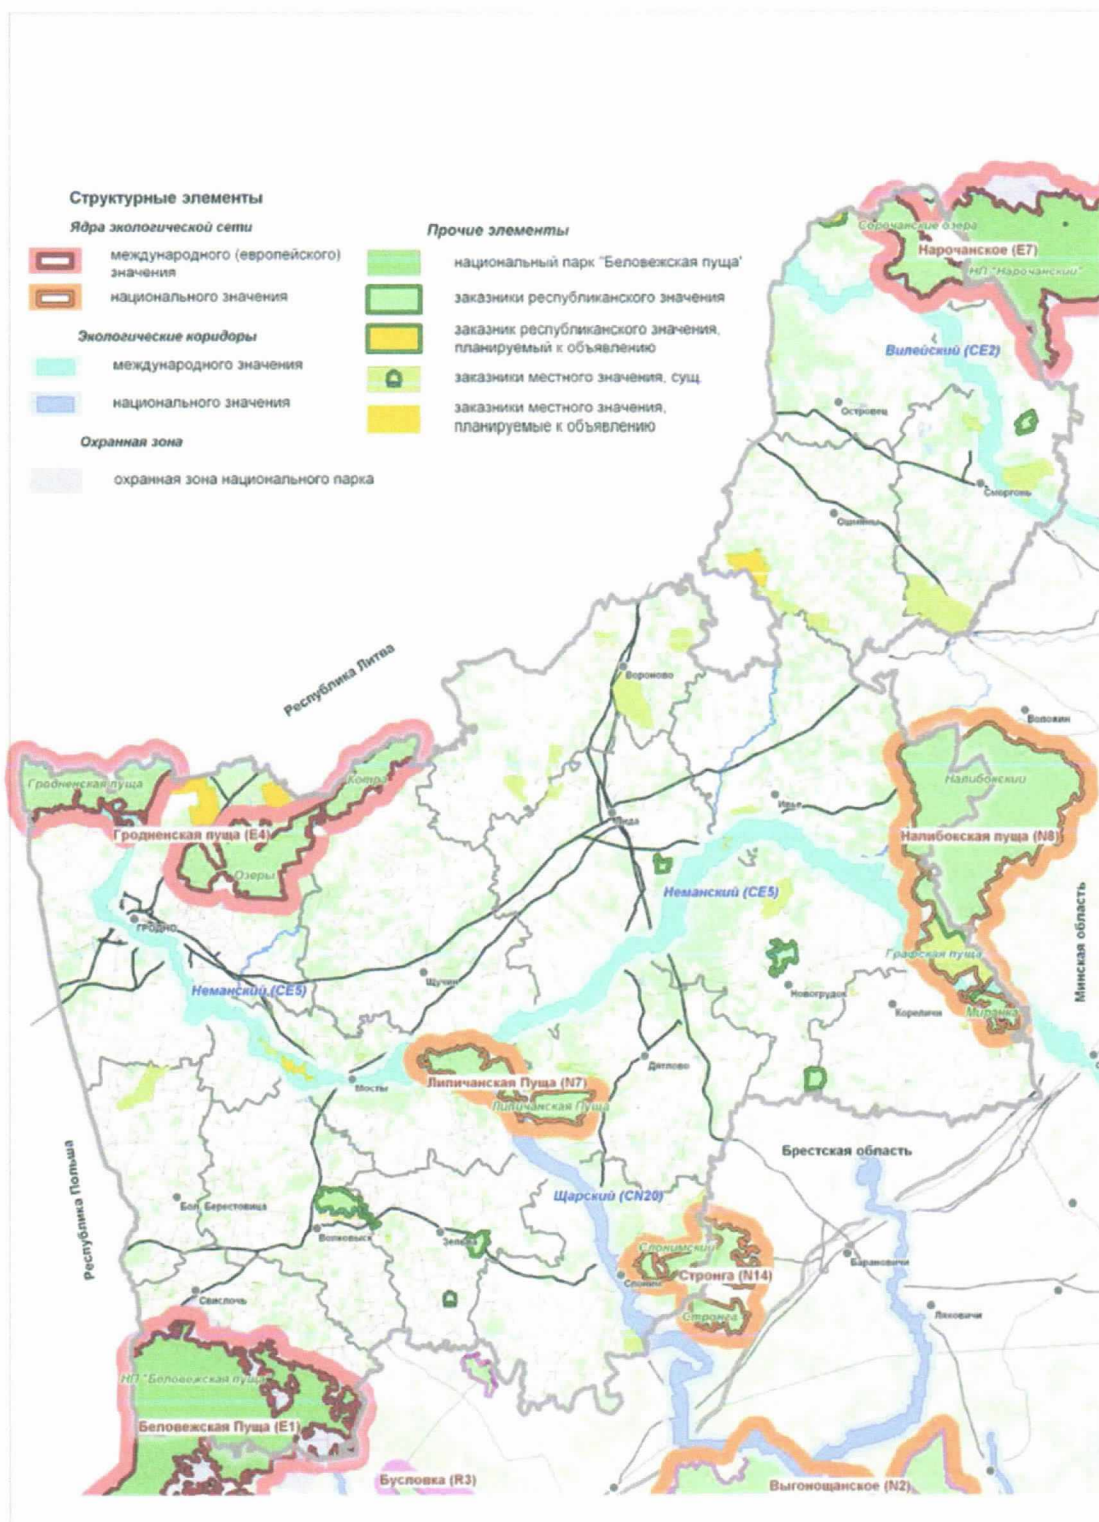 Структурные элементы
Ядра экологической сети
международного (европейского)
значения
национального значения
Экологические коридоры
международного значения
национального значения
Охранная зона
охранная зона национального парка
Прочие элементы
национальный парк "Беловежская пуща"
заказники республиканского значения
заказник республиканского значения,
планируемый к объявлению
заказники местного значения, сущ.
заказники местного значения,
планируемые к объявлению
Сорочанские озера
Нарочанское (E7)
НП "Нарочанский"
Вилейский (CE2)
Островец
Сморгонь
Ошмяны
Республика Литва
Вороново
Воложин
Гродненская пуща
Котра
Налибокский
Ивье
Лида
Гродненская пуща (E4)
Налибокская пуща (N8)
Озеры
Неманский (CE5)
ГРОДНО
Графская пуща
Минская область
Щучин
Неманский (CE5)
Новогрудок
Кореличи
Миранка
Дятлово
Мосты
Липичанская Пуща (N7)
Липичанская Пуща
Республика Польша
Брестская область
Щарский (CN20)
Бол. Берестовица
Волковыск
Зельва
Слонимский
Барановичи
Слоним
Стронга (N14)
Свислочь
Стронга
Ляховичи
НП "Беловежская пуща
Беловежская Пуща (E1)
Бусловка (R3)
Выгонощанское (N2)